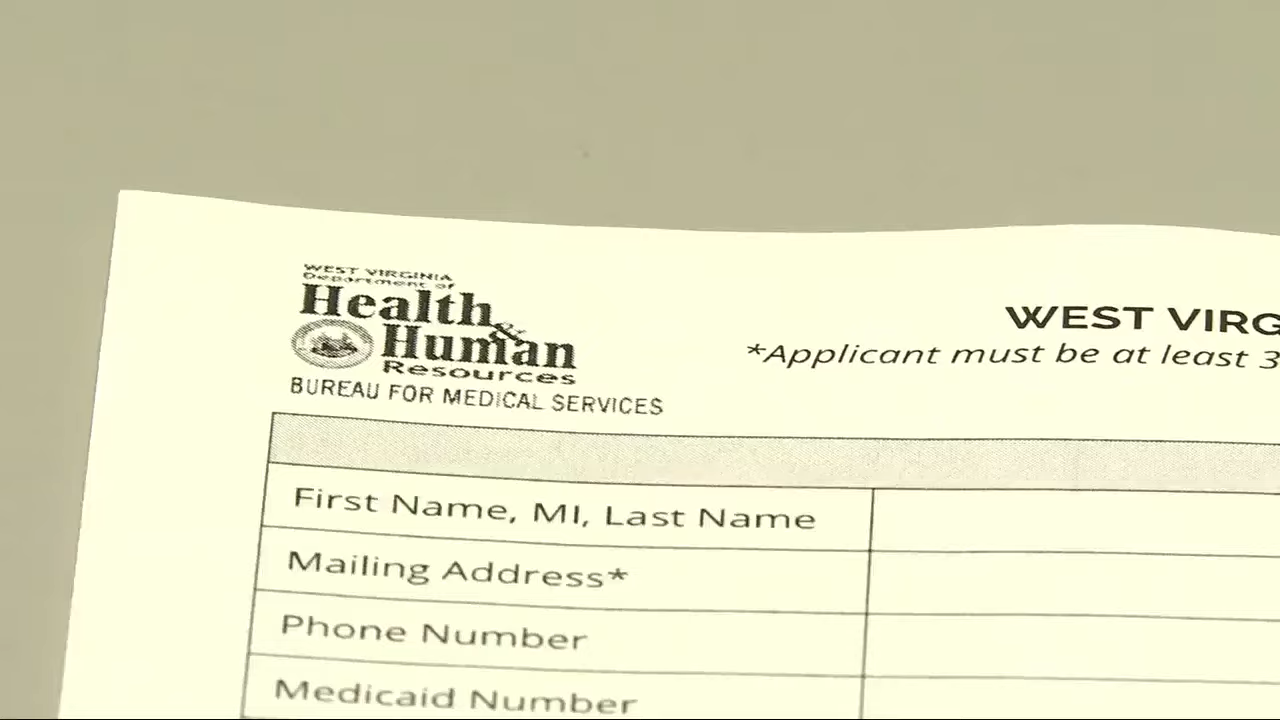 WEST VIRGINIA
Department of
Health &
Human
Resources
BUREAU FOR MEDICAL SERVICES
WEST VIRG
*Applicant must be at least 3
First Name, MI, Last Name
Mailing Address*
Phone Number
Medicaid Number